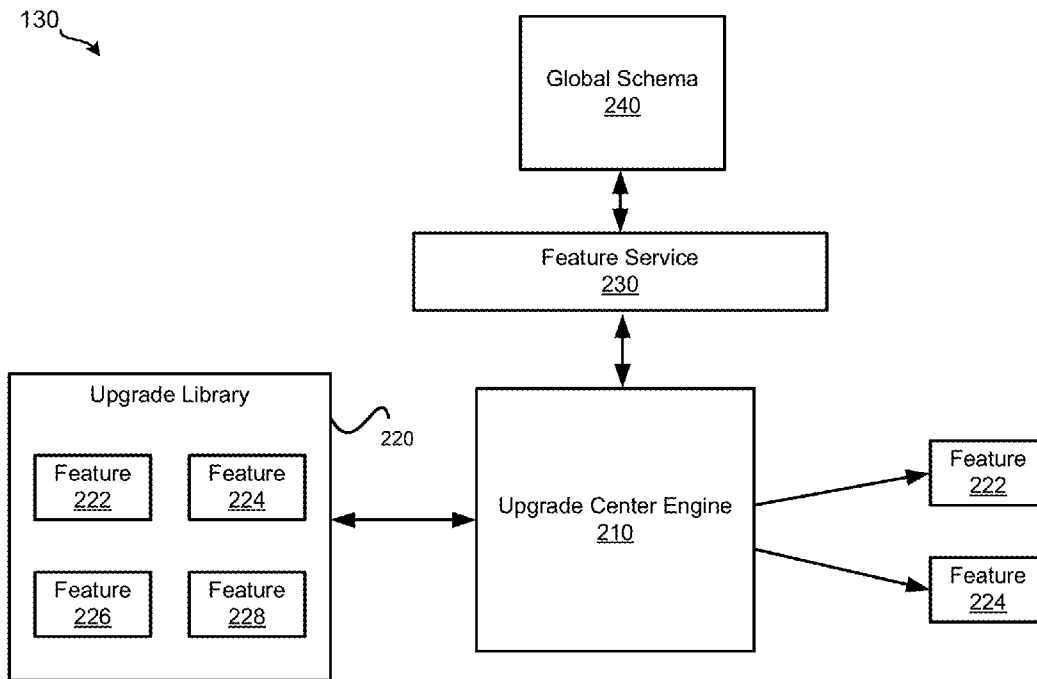 130
Global Schema
240
Feature Service
230
Upgrade Library
220
Feature
222
Feature
224
Feature
226
Feature
228
Upgrade Center Engine
210
Feature
222
Feature
224